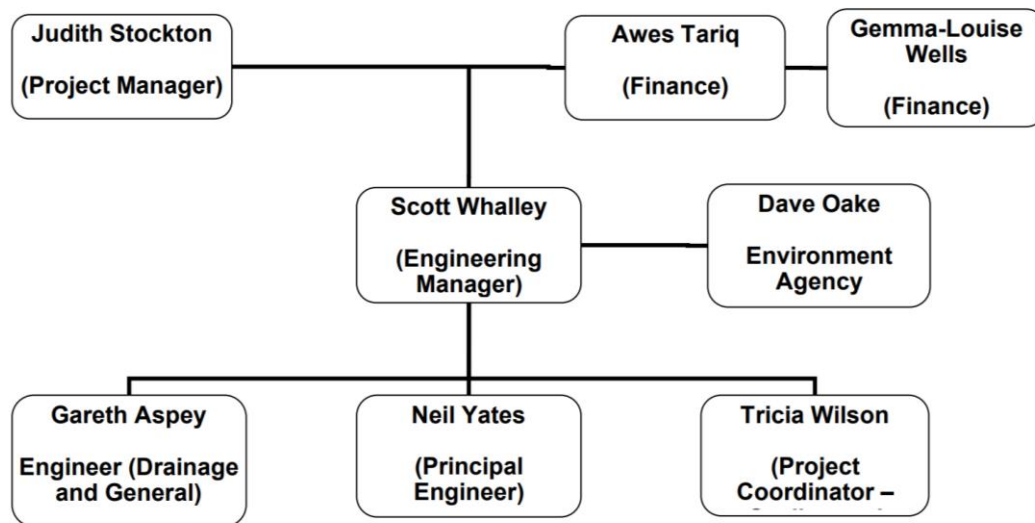 Judith Stockton
(Project Manager)
Awes Tariq
(Finance)
Gemma-Louise
Wells
(Finance)
Scott Whalley
(Engineering
Manager)
Dave Oake
Environment
Agency
Gareth Aspey
Engineer (Drainage
and General)
Neil Yates
(Principal
Engineer)
Tricia Wilson
(Project
Coordinator –